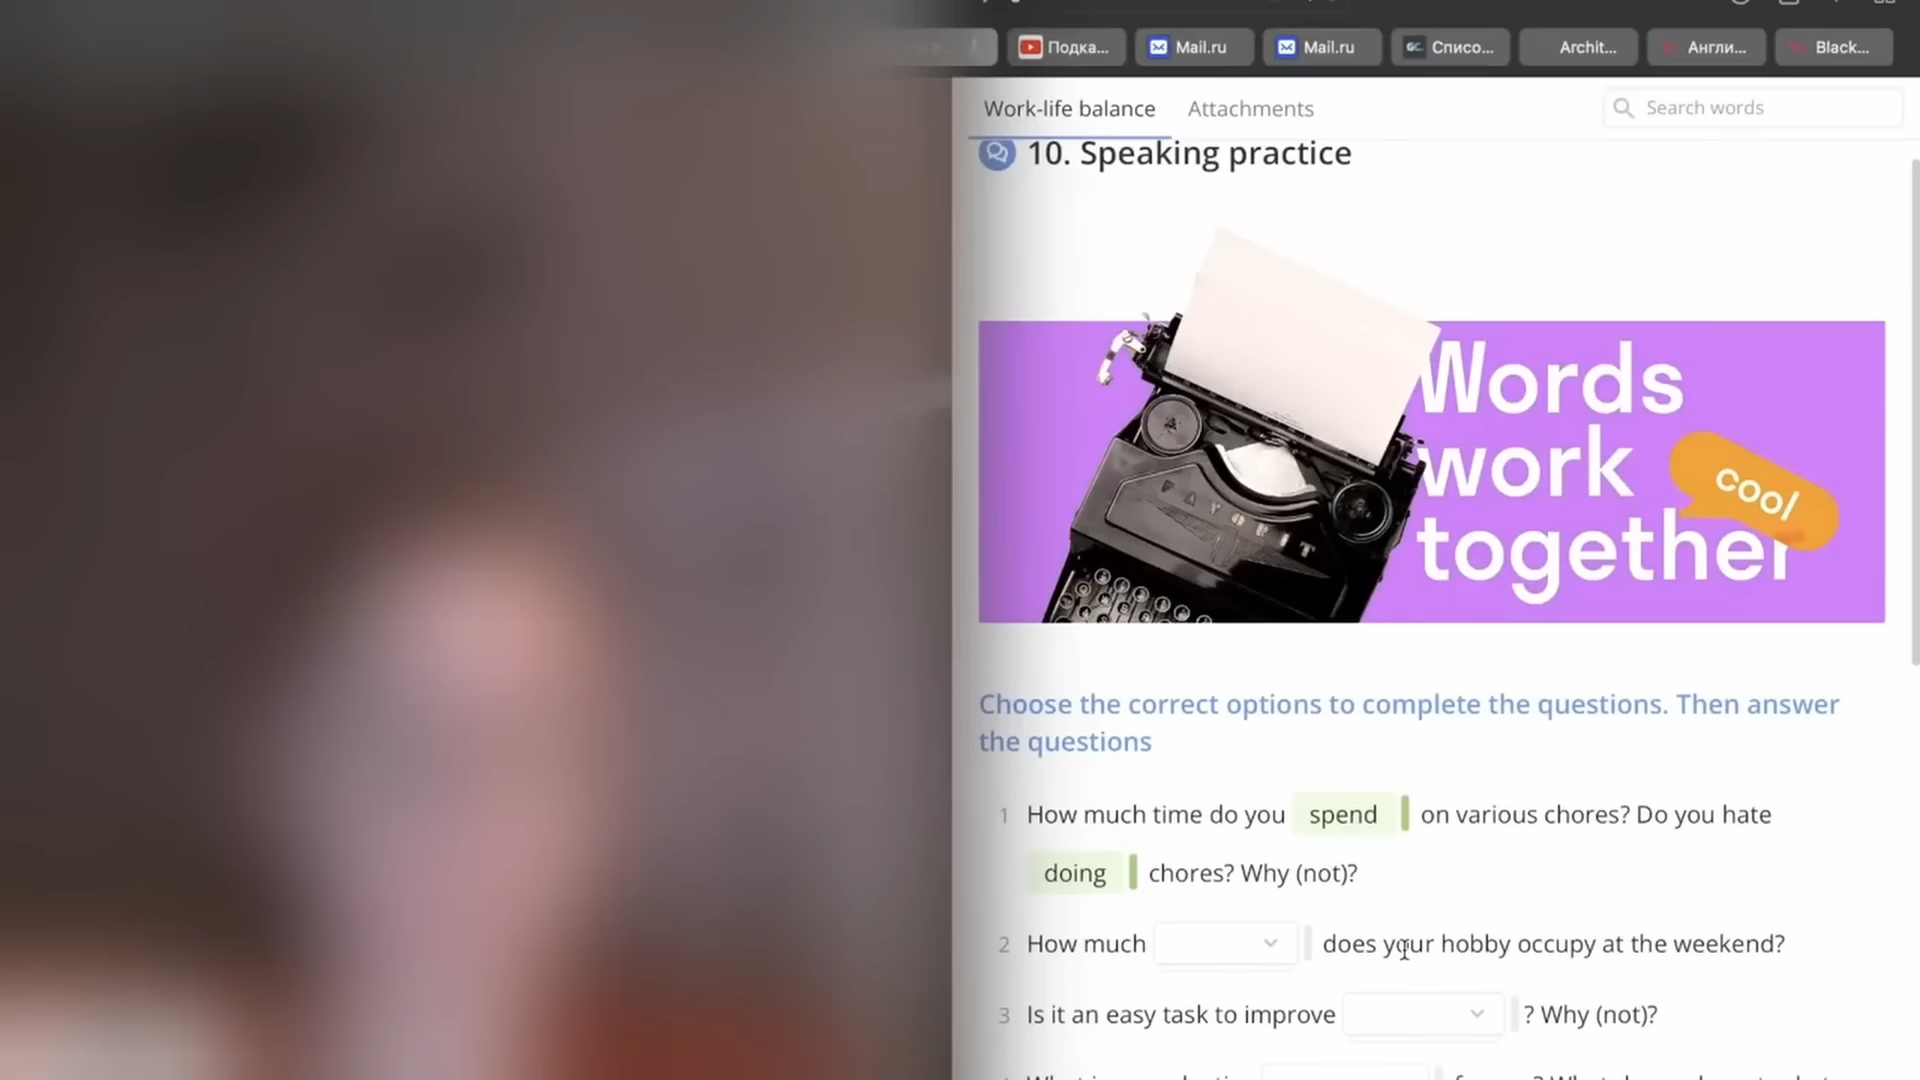 Подка...
Mail.ru
Mail.ru
GC Списо...
Archit...
Англи...
Black...
Work-life balance
Attachments
Search words
10. Speaking practice
Words
work
cool
together
FAVORIT
Choose the correct options to complete the questions. Then answer
the questions
1 How much time do you spend on various chores? Do you hate
doing chores? Why (not)?
2 How much does your hobby occupy at the weekend?
3 Is it an easy task to improve ? Why (not)?